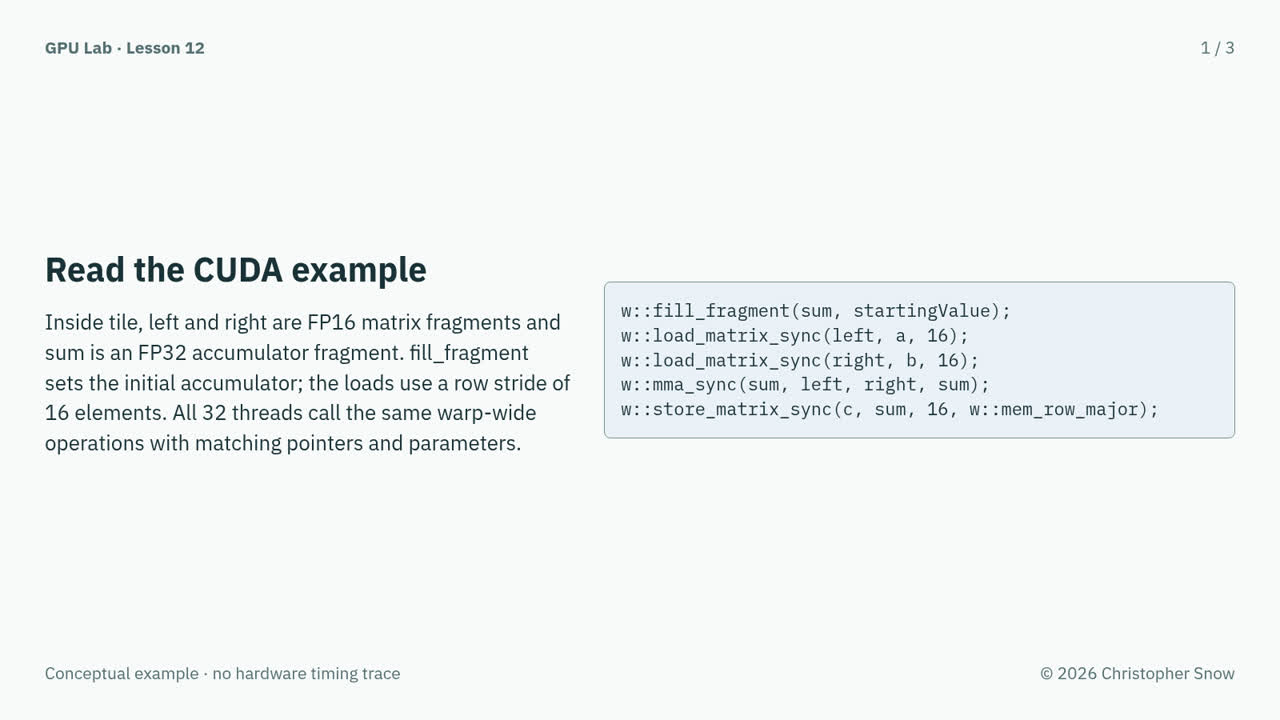 GPU Lab · Lesson 12
1 / 3
Read the CUDA example
Inside tile, left and right are FP16 matrix fragments and
sum is an FP32 accumulator fragment. fill_fragment
sets the initial accumulator; the loads use a row stride of
16 elements. All 32 threads call the same warp-wide
operations with matching pointers and parameters.
w::fill_fragment(sum, startingValue);
w::load_matrix_sync(left, a, 16);
w::load_matrix_sync(right, b, 16);
w::mma_sync(sum, left, right, sum);
w::store_matrix_sync(c, sum, 16, w::mem_row_major);
Conceptual example · no hardware timing trace
© 2026 Christopher Snow